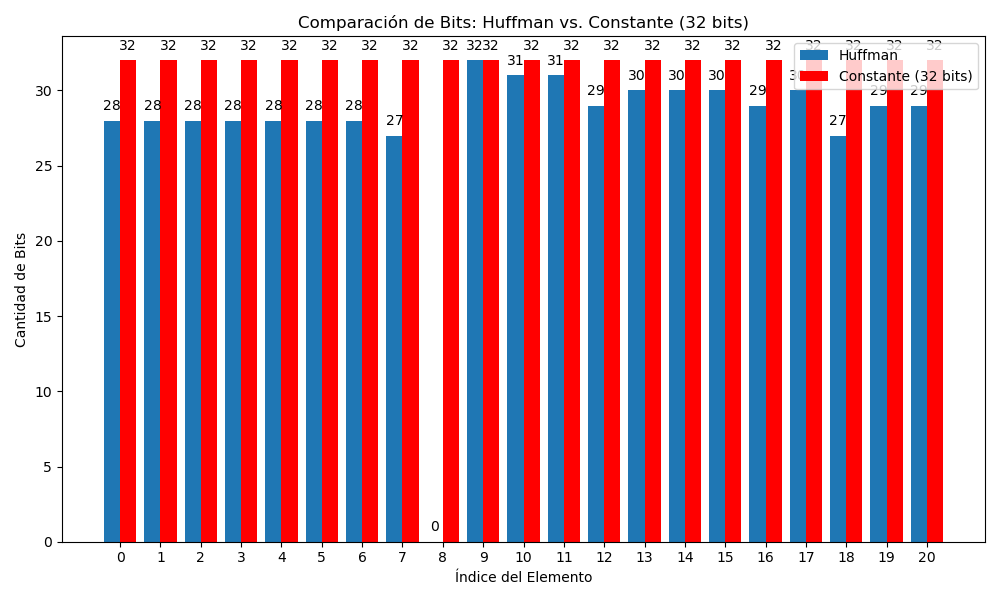 Comparación de Bits: Huffman vs. Constante (32 bits)
Cantidad de Bits
30
25
20
15
10
5
0
28 32 28 32 28 32 28 32 28 32 28 32 28 32 27 32 0 32 32 32 31 32 31 32 29 32 30 32 30 32 30 32 29 32 30 32 27 32 29 32 29 32
Huffman
Constante (32 bits)
0 1 2 3 4 5 6 7 8 9 10 11 12 13 14 15 16 17 18 19 20
Índice del Elemento